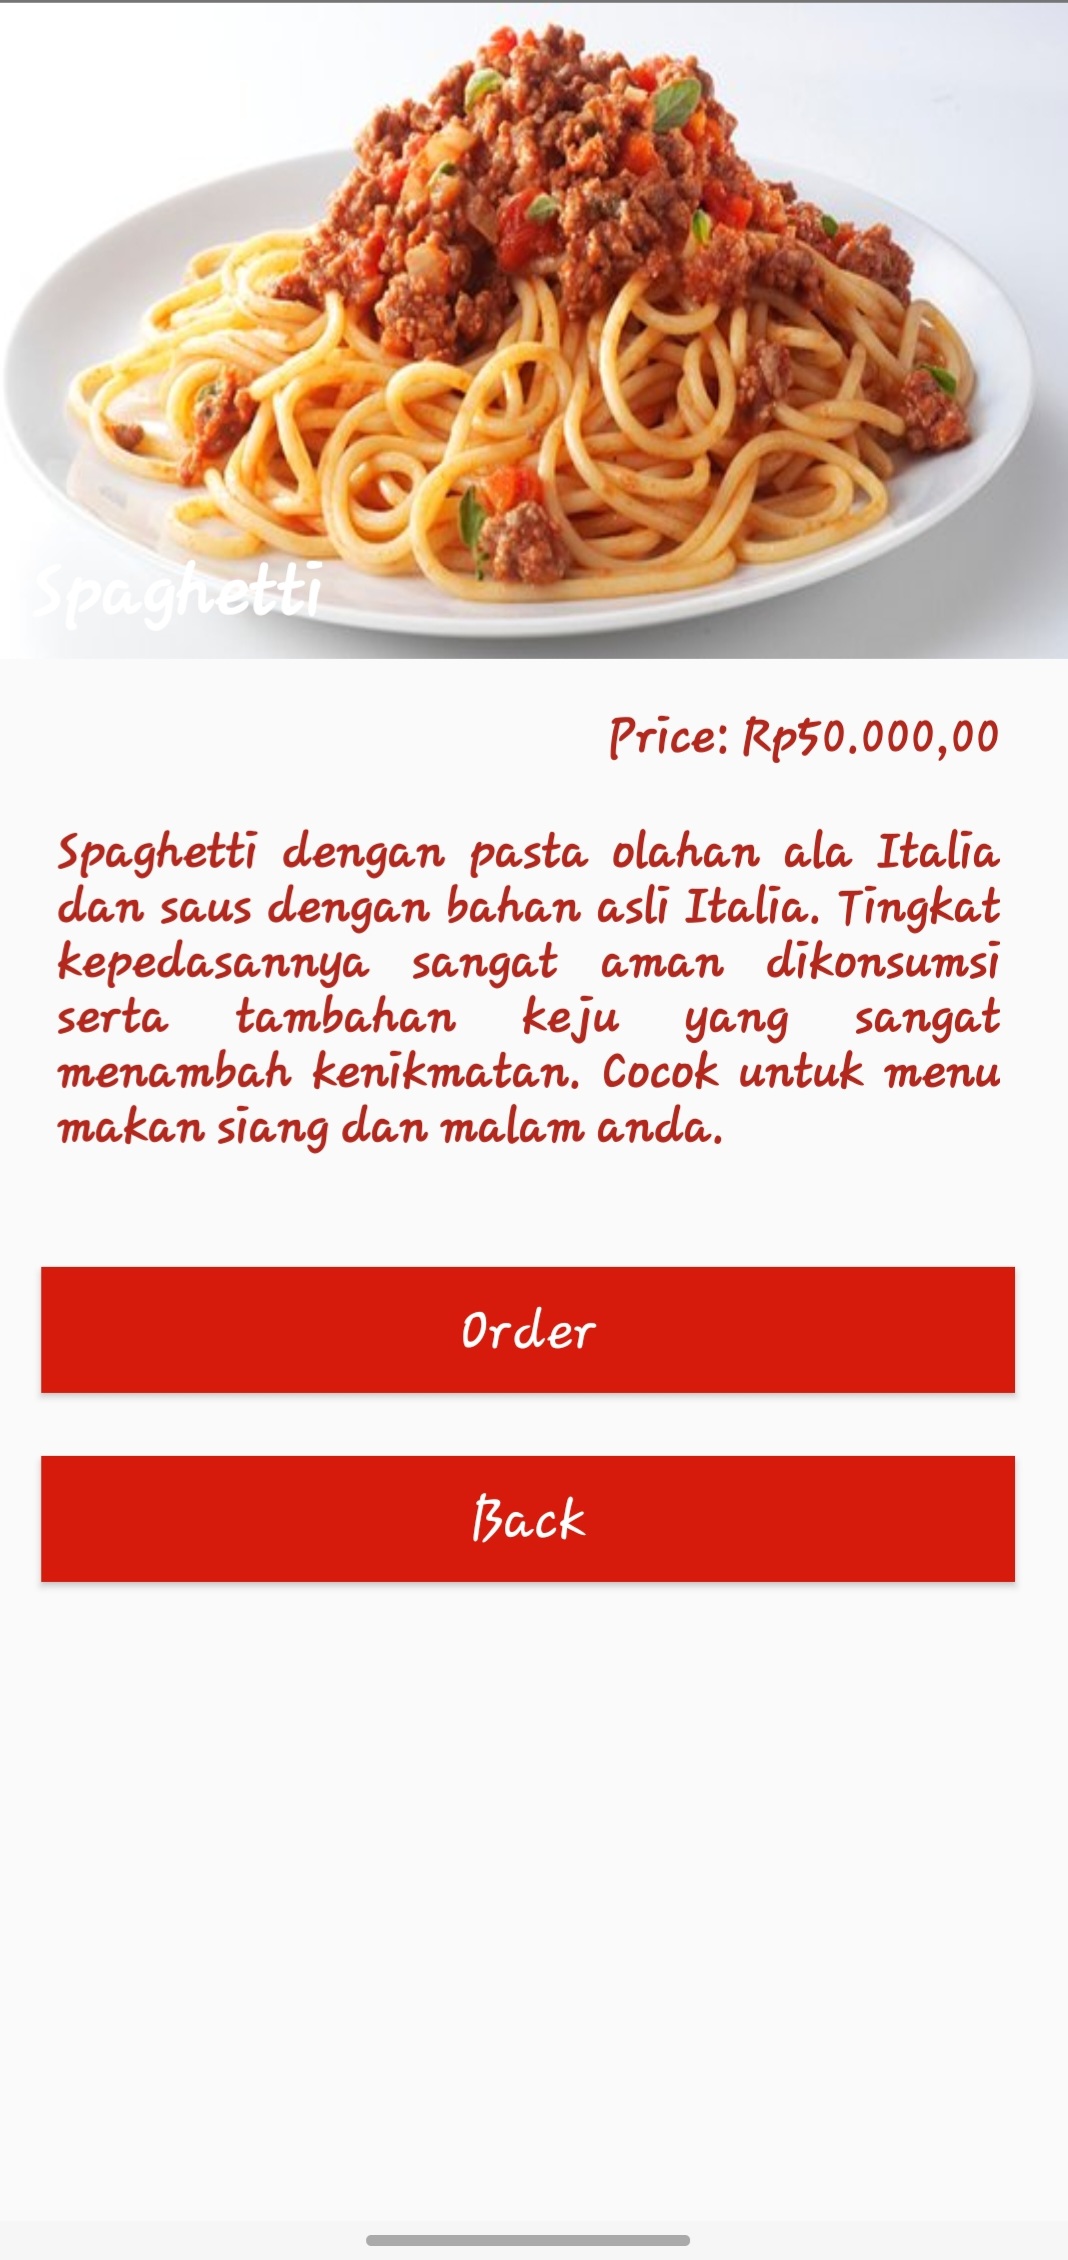 Spaghetti
Price: Rp50.000,00
Spaghetti dengan pasta olahan ala Italia
dan saus dengan bahan asli Italia. Tingkat
kepedasannya sangat aman dikonsumsi
serta tambahan keju yang sangat
menambah kenikmatan. Cocok untuk menu
makan siang dan malam anda.
Order
Back